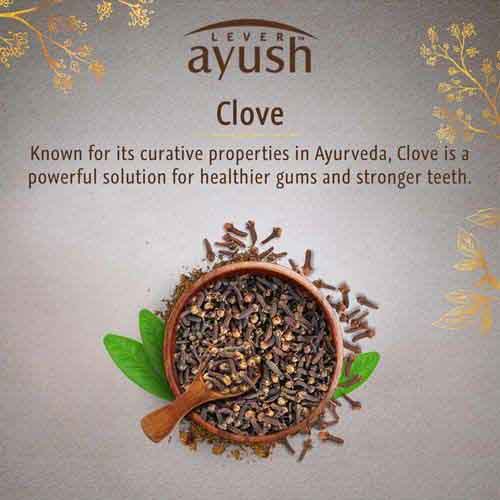 LEVER™
ayush
Clove
Known for its curative properties in Ayurveda, Clove is a
powerful solution for healthier gums and stronger teeth.